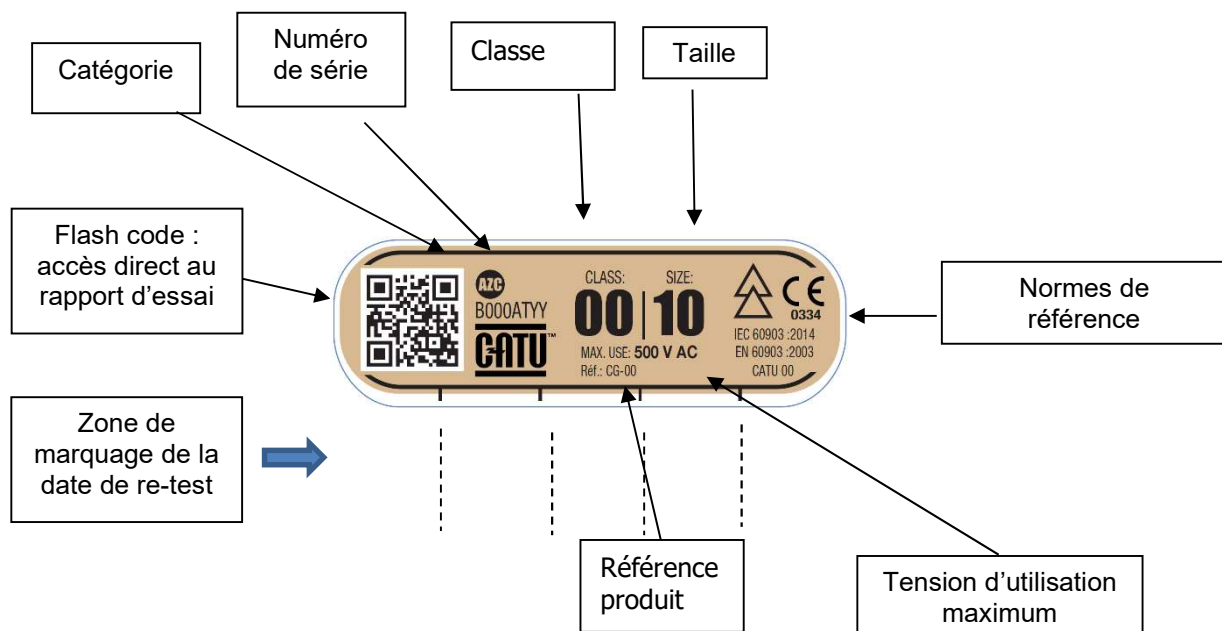 Catégorie
Numéro
de série
Classe
Taille
Flash code :
accès direct au
rapport d’essai
AZC
B000ATYY
CATU™
CLASS:
00
SIZE:
10
MAX. USE: 500 V AC
Réf.: CG-00
CE
0334
IEC 60903 :2014
EN 60903 :2003
CATU 00
Normes de
référence
Zone de
marquage de la
date de re-test
Référence
produit
Tension d’utilisation
maximum